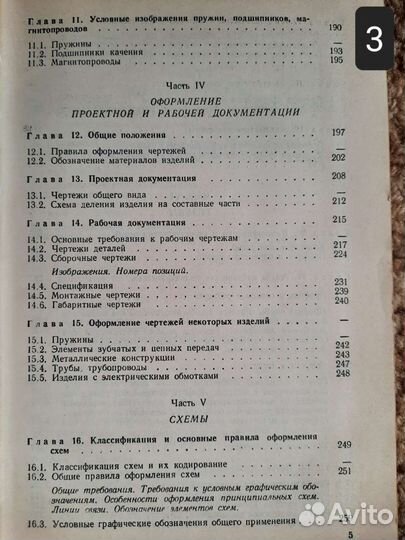 3
Глава 11. Условные изображения пружин, подшипников, ма-
гнитопроводов . . . . . . . . . . . . . . 190
11.1. Пружины . . . . . . . . . . . . . . —
11.2. Подшипники качения . . . . . . . . . . 193
11.3. Магнитопроводы . . . . . . . . . . . . 195
Часть IV
ОФОРМЛЕНИЕ
ПРОЕКТНОЙ И РАБОЧЕЙ ДОКУМЕНТАЦИИ
Глава 12. Общие положения . . . . . . . . . . 197
12.1. Правила оформления чертежей . . . . . . . . —
12.2. Обозначение материалов изделий . . . . . . . 202
Глава 13. Проектная документация . . . . . . . . 208
13.1. Чертежи общего вида . . . . . . . . . . —
13.2. Схема деления изделия на составные части . . . . 212
Глава 14. Рабочая документация . . . . . . . . 215
14.1. Основные требования к рабочим чертежам . . . . —
14.2. Чертежи деталей . . . . . . . . . . . 217
14.3. Сборочные чертежи . . . . . . . . . . 224
Изображения. Номера позиций.
14.4. Спецификация . . . . . . . . . . . . 231
14.5. Монтажные чертежи . . . . . . . . . . 239
14.6. Габаритные чертежи . . . . . . . . . . 240
Глава 15. Оформление чертежей некоторых изделий . . . .
15.1. Пружины . . . . . . . . . . . . . . —
15.2. Элементы зубчатых и цепных передач . . . . . . 242
15.3. Металлические конструкции . . . . . . . . 243
15.4. Трубы, трубопроводы . . . . . . . . . . 247
15.5. Изделия с электрическими обмотками . . . . . . 248
Часть V
СХЕМЫ
Глава 16. Классификация и основные правила оформления
схем . . . . . . . . . . . . . . . . 249
16.1. Классификация схем и их кодирование . . . . . . —
16.2. Общие правила оформления схем . . . . . . . 251
Общие требования. Требования к условным графическим обо-
значениям. Особенности оформления принципиальных схем.
Линии связи. Обозначение элементов схем.
16.3. Условные графические обозначения общего применения
5
Avito